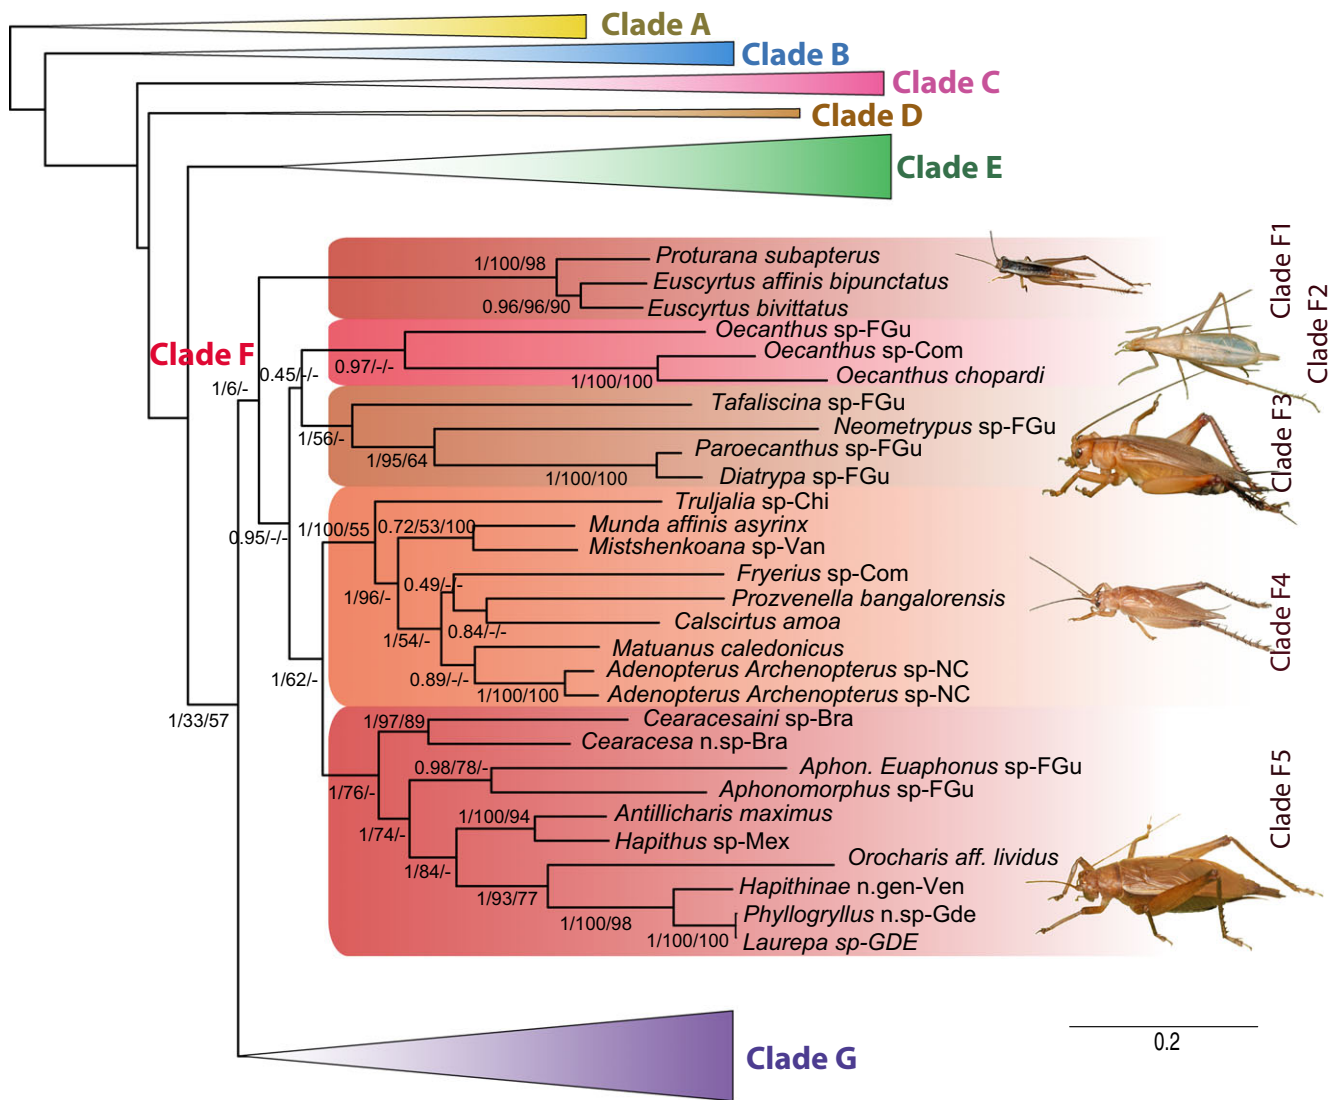 Clade A
Clade B
Clade C
Clade D
Clade E
Clade F
Clade F1
Clade F2
Clade F3
Clade F4
Clade F5
1/100/98
Proturana subapterus
Euscyrtus affinis bipunctatus
0.96/96/90
Euscyrtus bivittatus
Oecanthus sp-FGu
0.97/-/-
Oecanthus sp-Com
1/100/100
Oecanthus chopardi
0.45/-/-
1/6/-
Tafaliscina sp-FGu
1/56/-
Neometrypus sp-FGu
1/95/64
Paroecanthus sp-FGu
1/100/100
Diatrypa sp-FGu
Truljalia sp-Chi
0.95/-/-
1/100/55
0.72/53/100
Munda affinis asyrinx
Mistshenkoana sp-Van
0.49/-/-
Fryerius sp-Com
1/96/-
Prozvenella bangalorensis
1/54/-
0.84/-/-
Calscirtus amoa
Matuanus caledonicus
0.89/-/-
Adenopterus Archenopterus sp-NC
1/62/-
1/100/100
Adenopterus Archenopterus sp-NC
1/33/57
1/97/89
Cearacesaini sp-Bra
Cearacesa n.sp-Bra
0.98/78/-
Aphon. Euaphonus sp-FGu
1/76/-
Aphonomorphus sp-FGu
1/100/94
Antillicharis maximus
1/74/-
Hapithus sp-Mex
1/84/-
Orocharis aff. lividus
1/93/77
Hapithinae n.gen-Ven
1/100/98
Phyllogryllus n.sp-Gde
1/100/100
Laurepa sp-GDE
0.2
Clade G